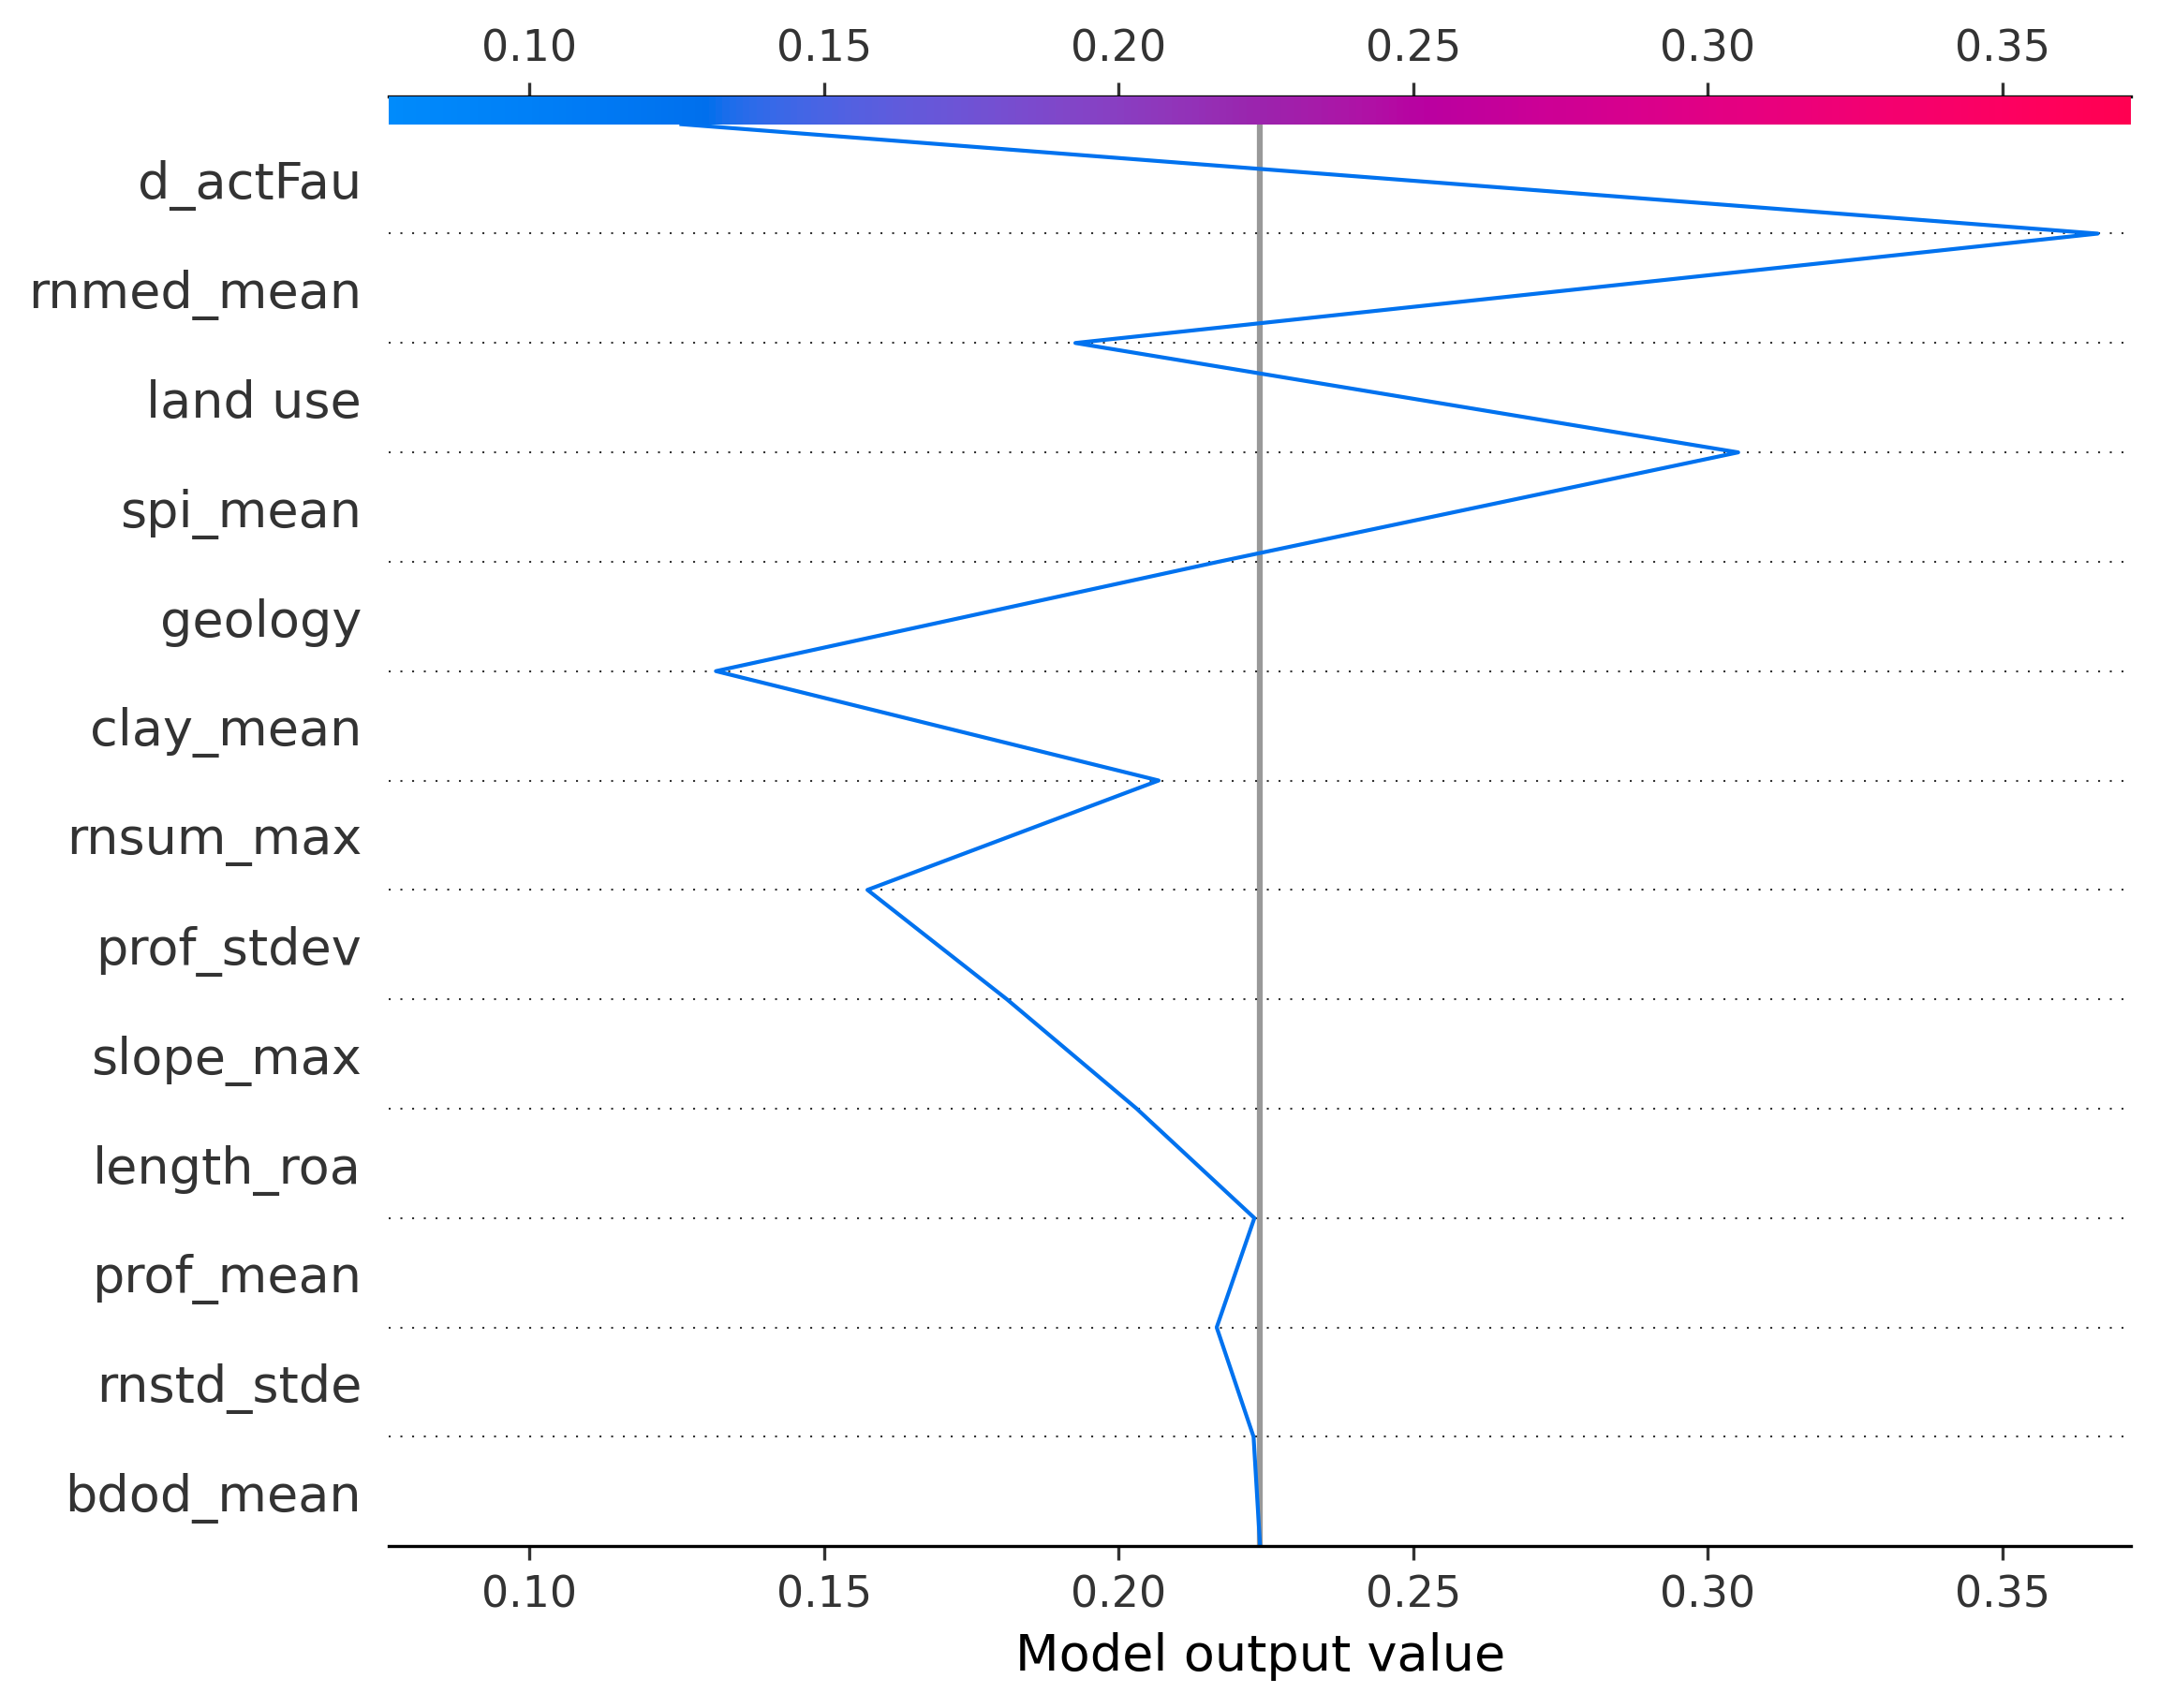 0.10 0.15 0.20 0.25 0.30 0.35
d_actFau
rnmed_mean
land use
spi_mean
geology
clay_mean
rnsum_max
prof_stdev
slope_max
length_roa
prof_mean
rnstd_stde
bdod_mean
0.10 0.15 0.20 0.25 0.30 0.35
Model output value